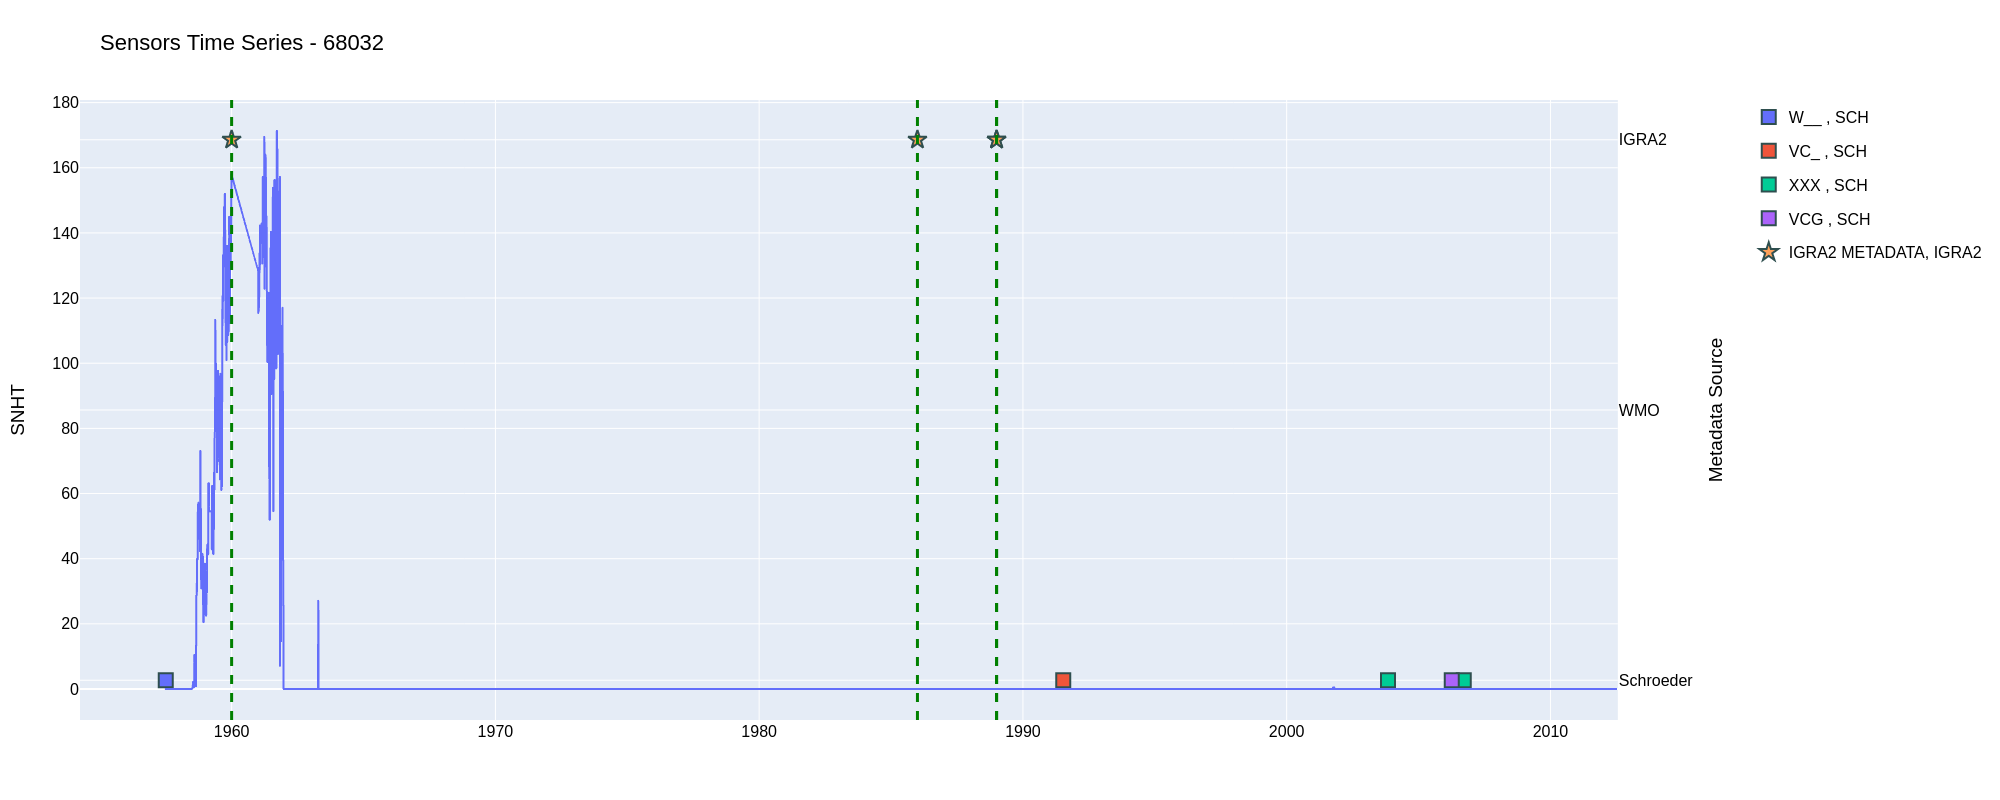 Sensors Time Series - 68032
SNHT
180
160
140
120
100
80
60
40
20
0
1960
1970
1980
1990
2000
2010
IGRA2
WMO
Schroeder
Metadata Source
W__ , SCH
VC_ , SCH
XXX , SCH
VCG , SCH
IGRA2 METADATA, IGRA2